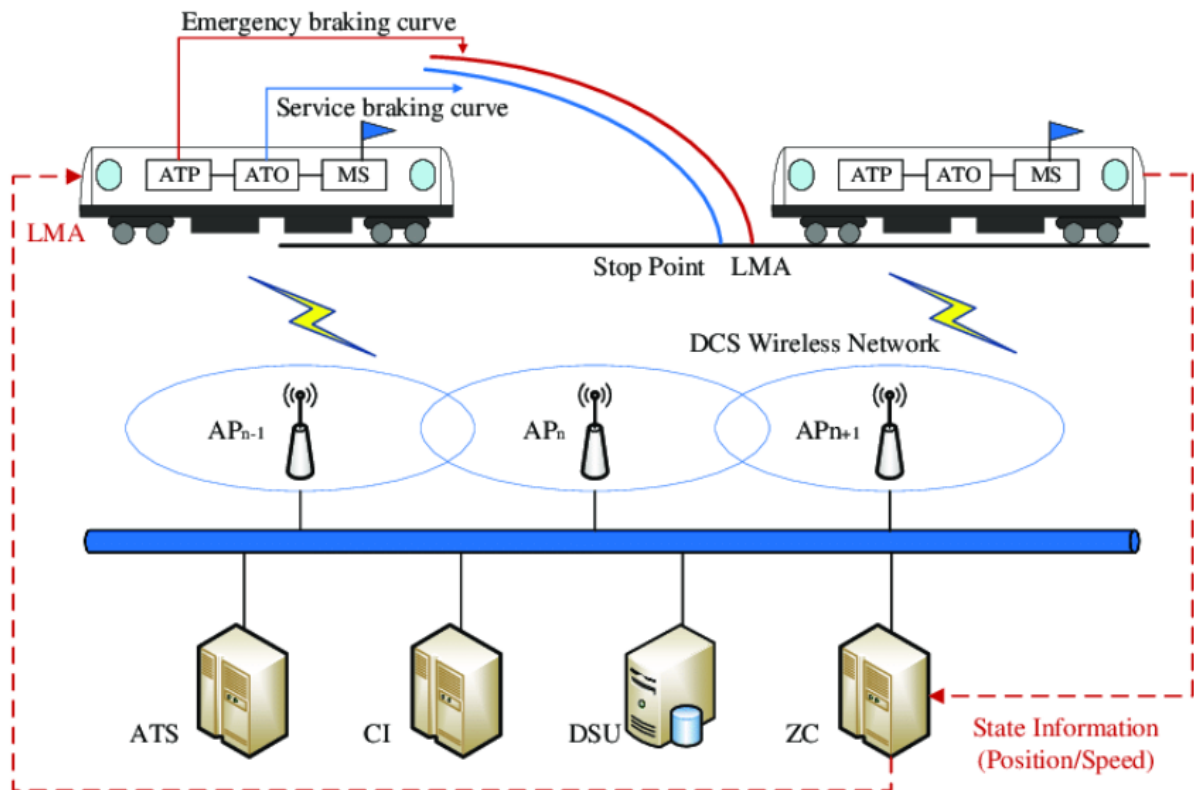 Emergency braking curve
Service braking curve
ATP
ATO
MS
ATP
ATO
MS
LMA
Stop Point
LMA
DCS Wireless Network
APn-1
APn
APn+1
ATS
CI
DSU
ZC
State Information
(Position/Speed)